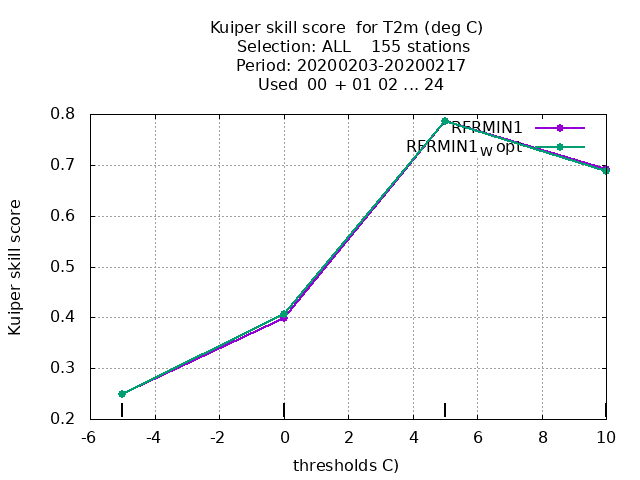 Kuiper skill score for T2m (deg C)
Selection: ALL 155 stations
Period: 20200203-20200217
Used 00 + 01 02 ... 24
0.8
0.7
0.6
0.5
0.4
0.3
0.2
Kuiper skill score
RFRMIN1
RFRMIN1W opt
-6 -4 -2 0 2 4 6 8 10
thresholds C)